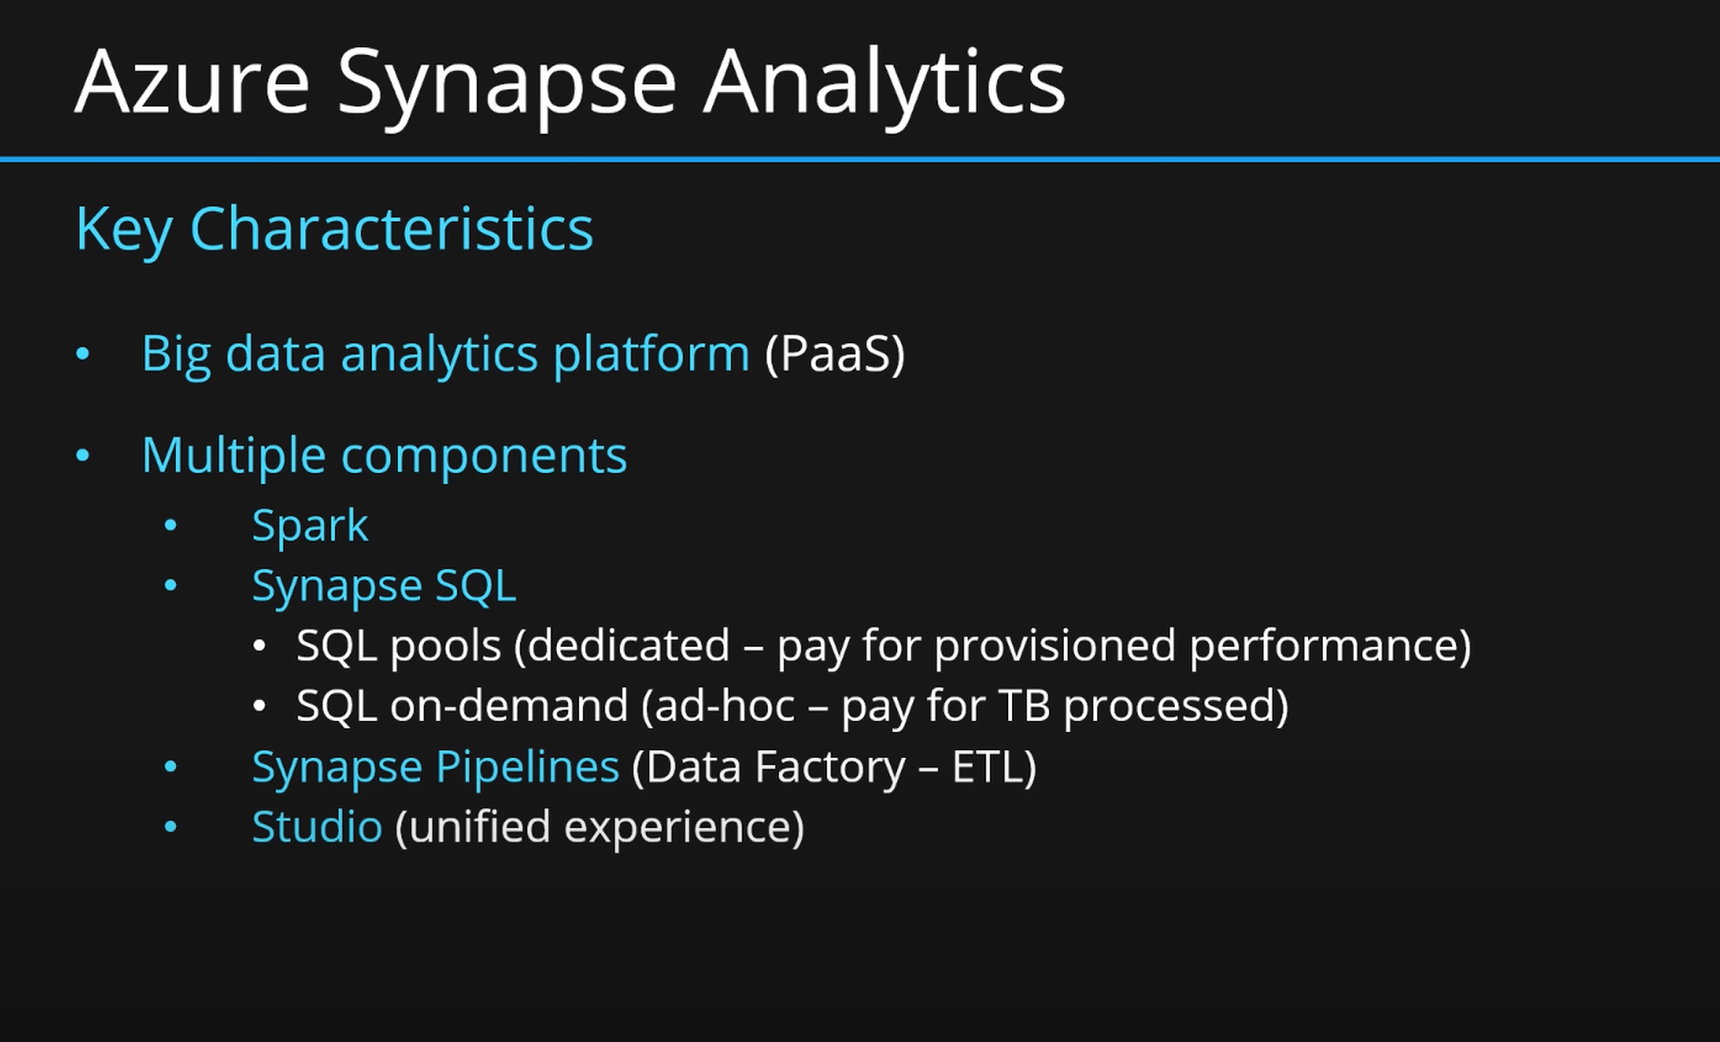 Azure Synapse Analytics
Key Characteristics
• Big data analytics platform (PaaS)
• Multiple components
• Spark
• Synapse SQL
• SQL pools (dedicated – pay for provisioned performance)
• SQL on-demand (ad-hoc – pay for TB processed)
• Synapse Pipelines (Data Factory – ETL)
• Studio (unified experience)